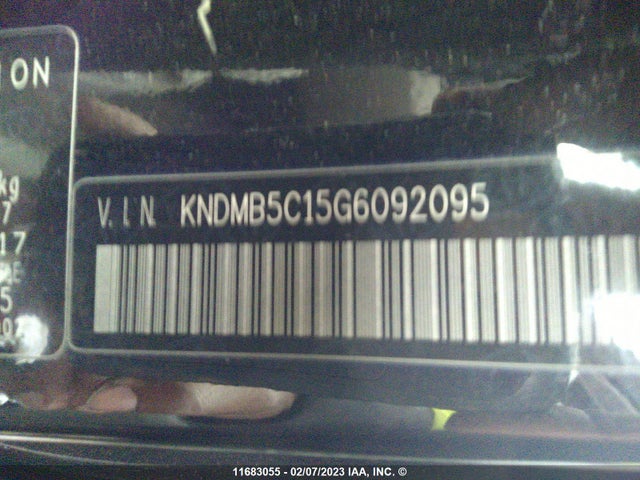 ON
kg
7
17
5
V.I.N. KNDMB5C15G6092095
11683055 - 02/07/2023 IAA, INC. ©